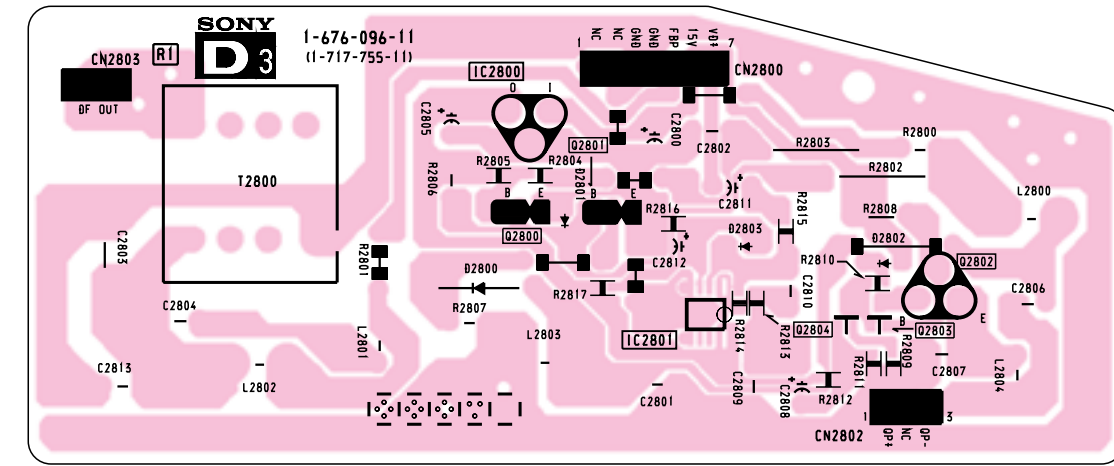 SONY
D 3
1-676-096-11
(1-717-755-11)
R1
CN2803
DF OUT
T2800
IC2800
O I
1 NC NC GND GND FBP 15V VD+ 7
CN2800
C2805
Q2801
C2800
C2802
R2803
R2800
R2805
R2804
D2801
R2806
R2802
B E
B E
C2811
L2800
R2816
R2815
R2808
Q2800
D2803
D2802
C2803
R2801
C2812
R2810
Q2802
D2800
R2817
C2810
C2806
C2804
R2807
L2803
IC2801
R2814
R2813
Q2804
B
Q2803
E
R2809
L2801
C2813
L2802
R2811
C2807
L2804
C2801
C2809
C2808
R2812
1
3
CN2802
QP+ NC QP-